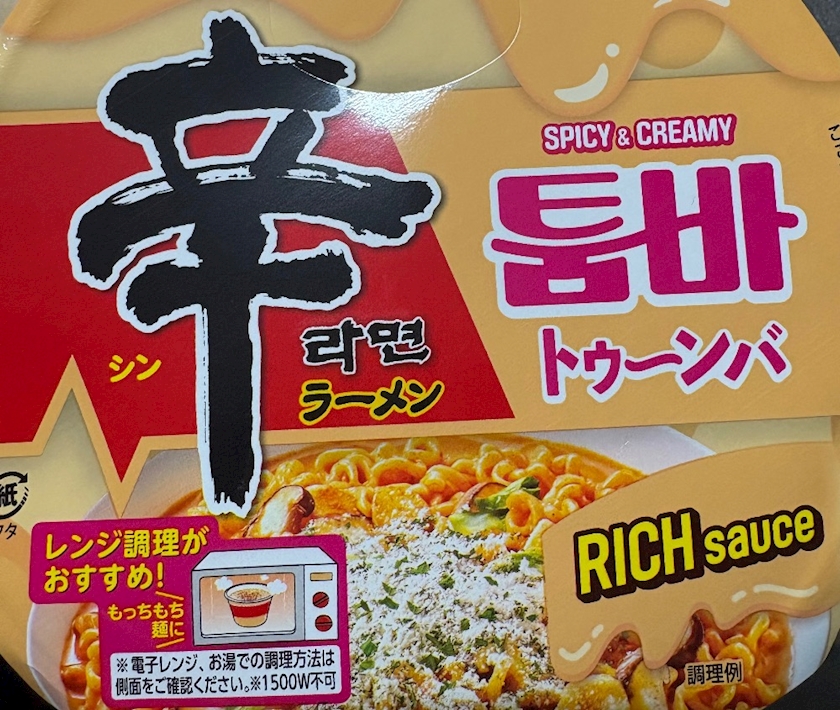 辛
シン
라면
ラーメン
SPICY & CREAMY
툼바
トゥーンバ
RICH sauce
紙
レンジ調理が
おすすめ!
もっちもち
麺に
※電子レンジ、お湯での調理方法は
側面をご確認ください。※1500W不可
調理例